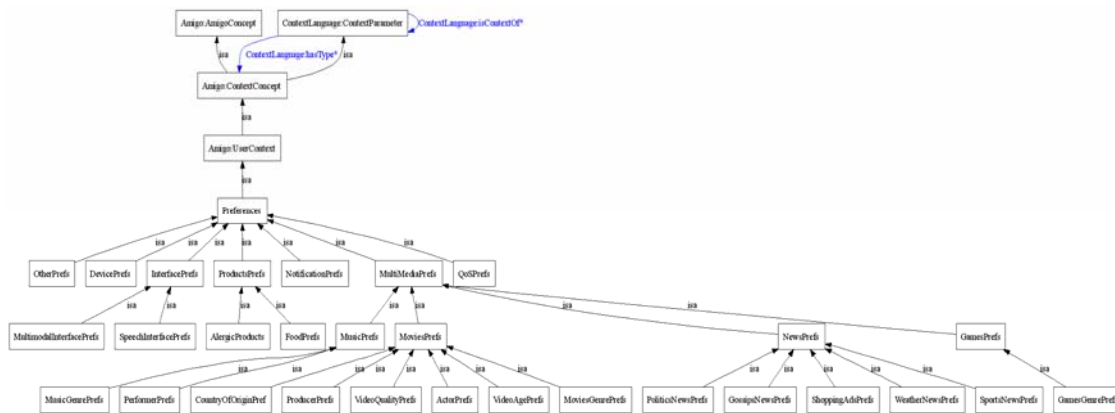 Amigo:AmigoConcept ContextLanguage:ContextParameter ContextLanguage:isContextOf*
isa ContextLanguage:hasType* isa
Amigo:ContextConcept
isa
Amigo:UserContext
isa
Preferences
isa isa isa isa isa isa isa
OtherPrefs DevicePrefs InterfacePrefs ProductsPrefs NotificationPrefs MultiMediaPrefs QoSPrefs
isa isa isa isa isa isa isa isa
MultimodalInterfacePrefs SpeechInterfacePrefs AlergicProducts FoodPrefs MusicPrefs MoviesPrefs NewsPrefs GamesPrefs
isa isa isa isa isa isa isa isa isa isa isa isa isa isa
MusicGenrePrefs PerformerPrefs CountryOfOriginPref ProducerPrefs VideoQualityPrefs ActorPrefs VideoAgePrefs MoviesGenrePrefs PoliticsNewsPrefs GossipsNewsPrefs ShoppingAdsPrefs WeatherNewsPrefs SportsNewsPrefs GamesGenrePref